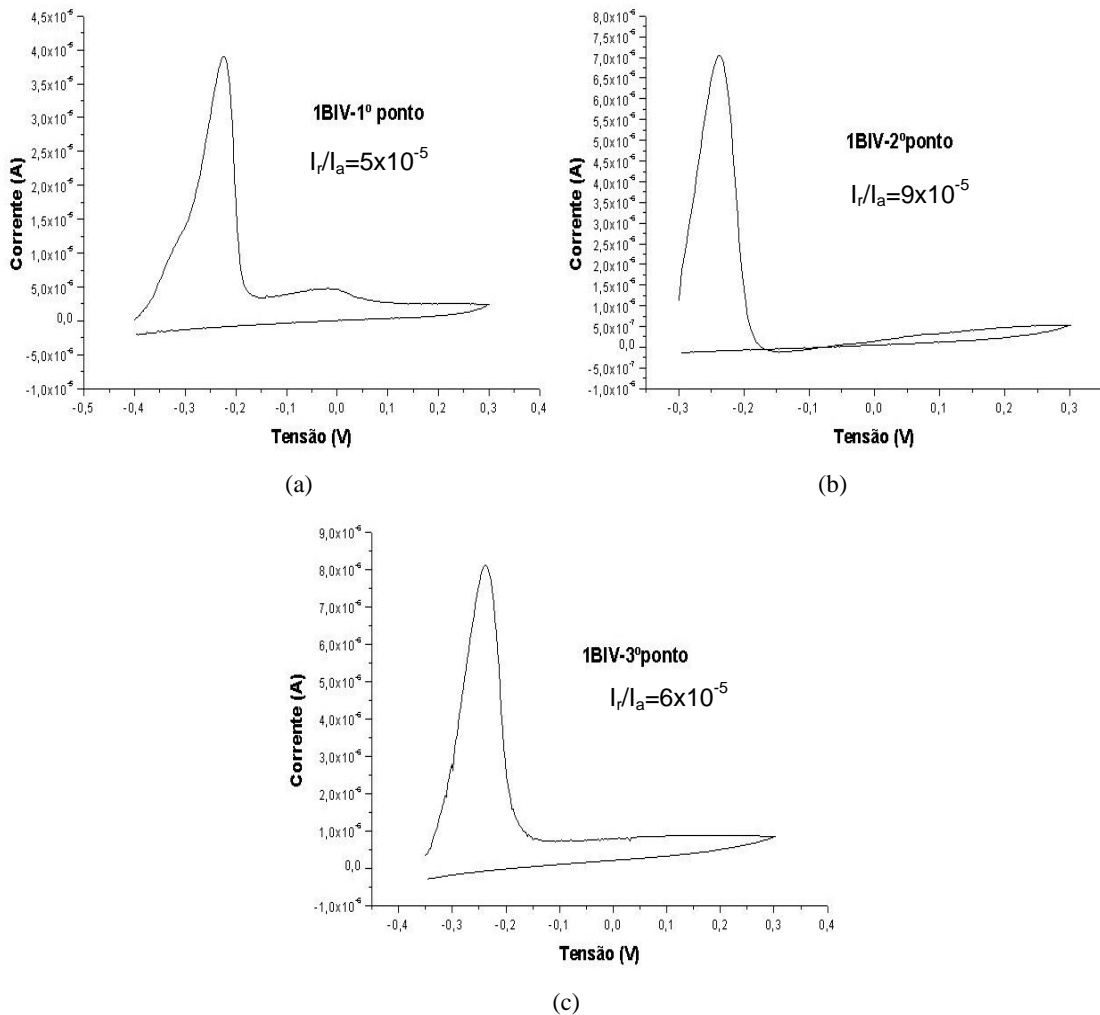 4,5x10⁻⁵
4,0x10⁻⁵
3,5x10⁻⁵
3,0x10⁻⁵
2,5x10⁻⁵
2,0x10⁻⁵
1,5x10⁻⁵
1,0x10⁻⁵
5,0x10⁻⁶
0,0
-5,0x10⁻⁶
-1,0x10⁻⁵
Corrente (A)
1BIV-1º ponto
Iᵣ/Iₐ=5x10⁻⁵
-0,5 -0,4 -0,3 -0,2 -0,1 0,0 0,1 0,2 0,3 0,4
Tensão (V)
(a)
8,0x10⁻⁶
7,5x10⁻⁶
7,0x10⁻⁶
6,5x10⁻⁶
6,0x10⁻⁶
5,5x10⁻⁶
5,0x10⁻⁶
4,5x10⁻⁶
4,0x10⁻⁶
3,5x10⁻⁶
3,0x10⁻⁶
2,5x10⁻⁶
2,0x10⁻⁶
1,5x10⁻⁶
1,0x10⁻⁶
5,0x10⁻⁷
0,0
-5,0x10⁻⁷
-1,0x10⁻⁶
Corrente (A)
1BIV-2ºponto
Iᵣ/Iₐ=9x10⁻⁵
-0,3 -0,2 -0,1 0,0 0,1 0,2 0,3
Tensão (V)
(b)
9,0x10⁻⁶
8,0x10⁻⁶
7,0x10⁻⁶
6,0x10⁻⁶
5,0x10⁻⁶
4,0x10⁻⁶
3,0x10⁻⁶
2,0x10⁻⁶
1,0x10⁻⁶
0,0
-1,0x10⁻⁶
Corrente (A)
1BIV-3ºponto
Iᵣ/Iₐ=6x10⁻⁵
-0,4 -0,3 -0,2 -0,1 0,0 0,1 0,2 0,3 0,4
Tensão (V)
(c)